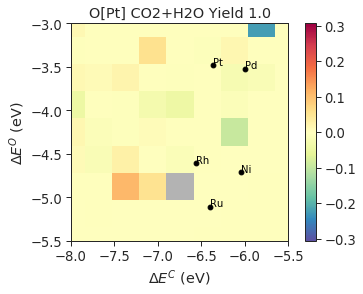 O[Pt] CO2+H2O Yield 1.0
−3.0
−3.5
−4.0
−4.5
−5.0
−5.5
ΔE^O (eV)
Pt
Pd
Rh
Ni
Ru
−8.0 −7.5 −7.0 −6.5 −6.0 −5.5
ΔE^C (eV)
0.3
0.2
0.1
0.0
−0.1
−0.2
−0.3